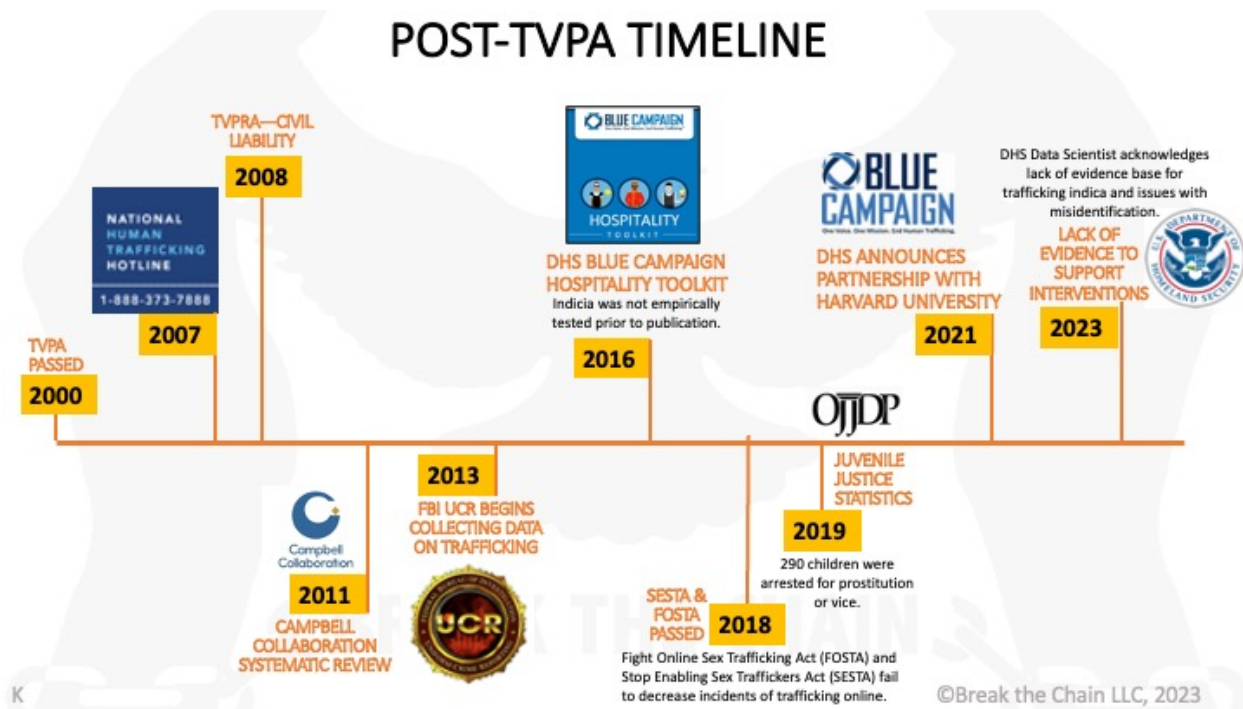 POST-TVPA TIMELINE
TVPA
PASSED
2000
NATIONAL
HUMAN
TRAFFICKING
HOTLINE
1-888-373-7888
2007
TVPRA—CIVIL
LIABILITY
2008
Campbell
Collaboration
2011
CAMPBELL
COLLABORATION
SYSTEMATIC REVIEW
2013
FBI UCR BEGINS
COLLECTING DATA
ON TRAFFICKING
UCR
BLUE CAMPAIGN
HOSPITALITY
TOOLKIT
DHS BLUE CAMPAIGN
HOSPITALITY TOOLKIT
Indicia was not empirically
tested prior to publication.
2016
SESTA &
FOSTA
PASSED
2018
Fight Online Sex Trafficking Act (FOSTA) and
Stop Enabling Sex Traffickers Act (SESTA) fail
to decrease incidents of trafficking online.
OJJDP
JUVENILE
JUSTICE
STATISTICS
2019
290 children were
arrested for prostitution
or vice.
BLUE
CAMPAIGN
One Voice. One Mission. End Human Trafficking.
DHS ANNOUNCES
PARTNERSHIP WITH
HARVARD UNIVERSITY
2021
DHS Data Scientist acknowledges
lack of evidence base for
trafficking indica and issues with
misidentification.
LACK OF
EVIDENCE TO
SUPPORT
INTERVENTIONS
2023
U.S. DEPARTMENT OF
HOMELAND SECURITY
K
©Break the Chain LLC, 2023